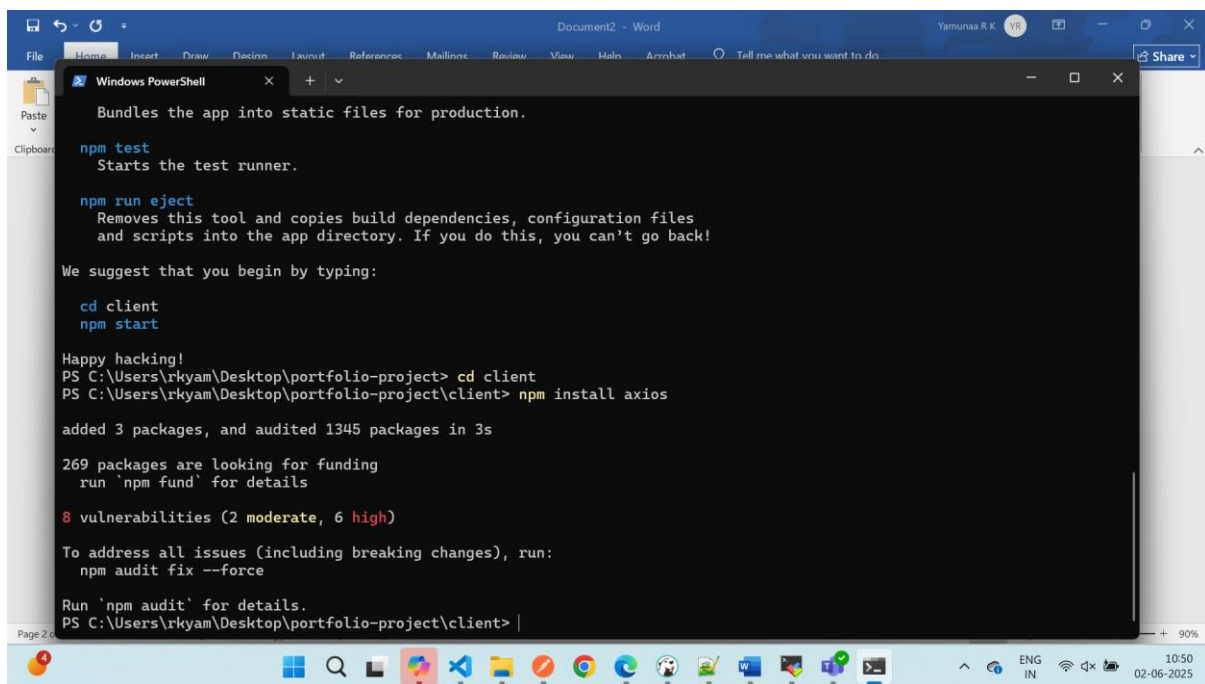 Document2 - Word
Yamunaa R K
YR
File Home Insert Draw Design Layout References Mailings Review View Help Acrobat Tell me what you want to do
Share
Windows PowerShell
Paste
Clipboard
Bundles the app into static files for production.
npm test
Starts the test runner.
npm run eject
Removes this tool and copies build dependencies, configuration files
and scripts into the app directory. If you do this, you can't go back!
We suggest that you begin by typing:
cd client
npm start
Happy hacking!
PS C:\Users\rkyam\Desktop\portfolio-project> cd client
PS C:\Users\rkyam\Desktop\portfolio-project\client> npm install axios
added 3 packages, and audited 1345 packages in 3s
269 packages are looking for funding
run `npm fund` for details
8 vulnerabilities (2 moderate, 6 high)
To address all issues (including breaking changes), run:
npm audit fix --force
Run `npm audit` for details.
PS C:\Users\rkyam\Desktop\portfolio-project\client>
Page 2
90%
4
ENG
IN
10:50
02-06-2025